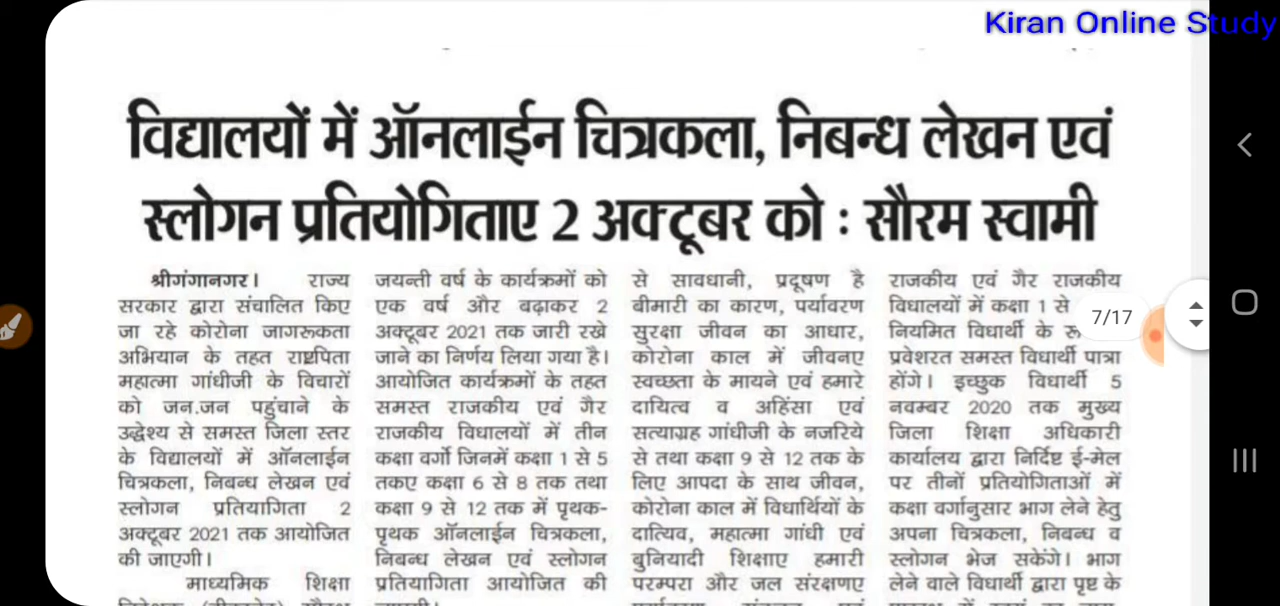 Kiran Online Study
विद्यालयों में ऑनलाईन चित्रकला, निबन्ध लेखन एवं
स्लोगन प्रतियोगिताए 2 अक्टूबर को : सौरम स्वामी
श्रीगंगानगर। राज्य
सरकार द्वारा संचालित किए
जा रहे कोरोना जागरूकता
अभियान के तहत राष्ट्रपिता
महात्मा गांधीजी के विचारों
को जन.जन पहुंचाने के
उद्धेश्य से समस्त जिला स्तर
के विद्यालयों में ऑनलाईन
चित्रकला, निबन्ध लेखन एवं
स्लोगन प्रतियागिता 2
अक्टूबर 2021 तक आयोजित
की जाएगी।
माध्यमिक शिक्षा
जयन्ती वर्ष के कार्यक्रमों को
एक वर्ष और बढ़ाकर 2
अक्टूबर 2021 तक जारी रखे
जाने का निर्णय लिया गया है।
आयोजित कार्यक्रमों के तहत
समस्त राजकीय एवं गैर
राजकीय विधालयों में तीन
कक्षा वर्गो जिनमें कक्षा 1 से 5
तकए कक्षा 6 से 8 तक तथा
कक्षा 9 से 12 तक में पृथक-
पृथक ऑनलाईन चित्रकला,
निबंध लेखन एवं स्लोगन
प्रतियागिता आयोजित की
से सावधानी, प्रदूषण है
बीमारी का कारण, पर्यावरण
सुरक्षा जीवन का आधार,
कोरोना काल में जीवनए
स्वच्छता के मायने एवं हमारे
दायित्व व अहिंसा एवं
सत्याग्रह गांधीजी के नजरिये
से तथा कक्षा 9 से 12 तक के
लिए आपदा के साथ जीवन,
कोरोना काल में विधार्थियों के
दात्यिव, महात्मा गांधी एवं
बुनियादी शिक्षाए हमारी
परम्परा और जल संरक्षणए
राजकीय एवं गैर राजकीय
विधालयों में कक्षा 1 से
नियमित विधार्थी के
प्रवेशरत समस्त विधार्थी पात्रा
होंगे। इच्छुक विधार्थी 5
नवम्बर 2020 तक मुख्य
जिला शिक्षा अधिकारी
कार्यालय द्वारा निर्दिष्ट ई-मेल
पर तीनों प्रतियोगिताओं में
कक्षा वर्गानुसार भाग लेने हेतु
अपना चित्रकला, निबन्ध व
स्लोगन भेज सकेंगे। भाग
लेने वाले विधार्थी द्वारा पृष्ट के
7/17